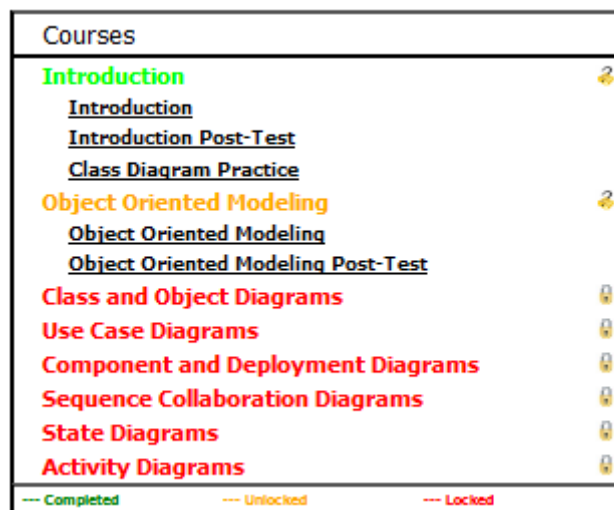 Courses
Introduction
Introduction
Introduction Post-Test
Class Diagram Practice
Object Oriented Modeling
Object Oriented Modeling
Object Oriented Modeling Post-Test
Class and Object Diagrams
Use Case Diagrams
Component and Deployment Diagrams
Sequence Collaboration Diagrams
State Diagrams
Activity Diagrams
--- Completed --- Unlocked --- Locked